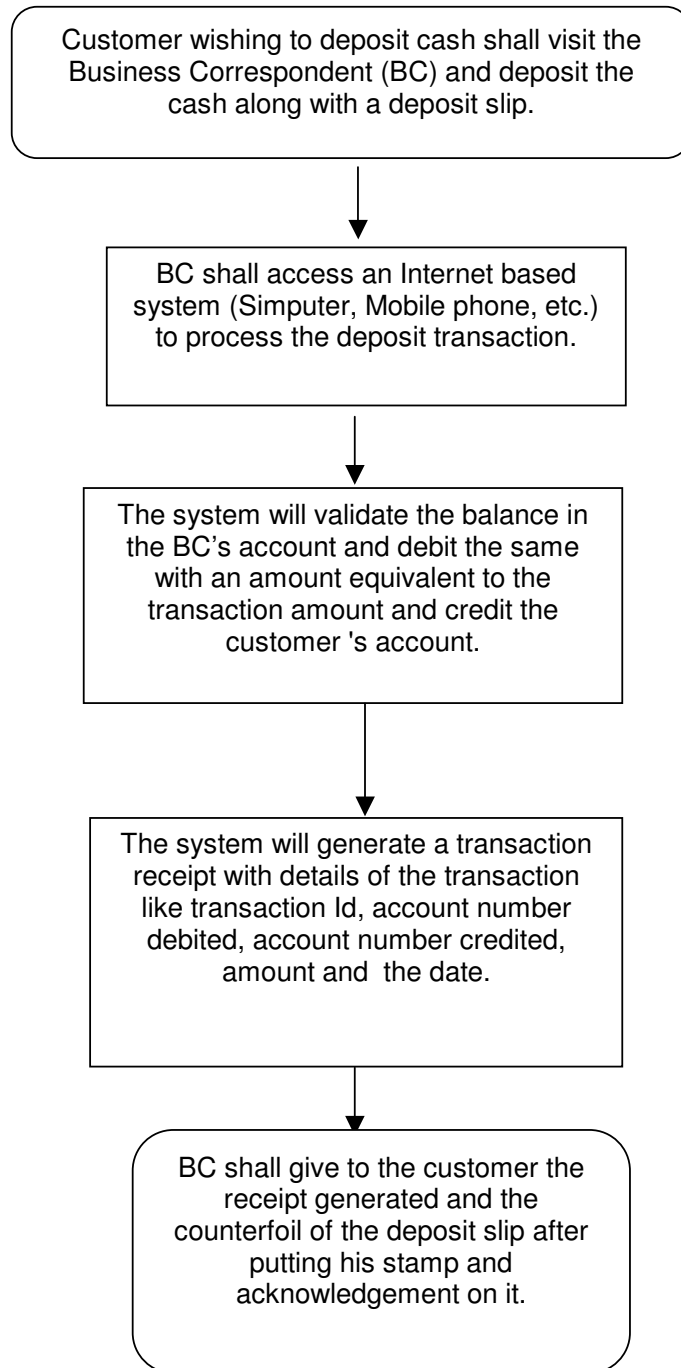 Customer wishing to deposit cash shall visit the
Business Correspondent (BC) and deposit the
cash along with a deposit slip.
BC shall access an Internet based
system (Simputer, Mobile phone, etc.)
to process the deposit transaction.
The system will validate the balance in
the BC’s account and debit the same
with an amount equivalent to the
transaction amount and credit the
customer 's account.
The system will generate a transaction
receipt with details of the transaction
like transaction Id, account number
debited, account number credited,
amount and  the date.
BC shall give to the customer the
receipt generated and the
counterfoil of the deposit slip after
putting his stamp and
acknowledgement on it.